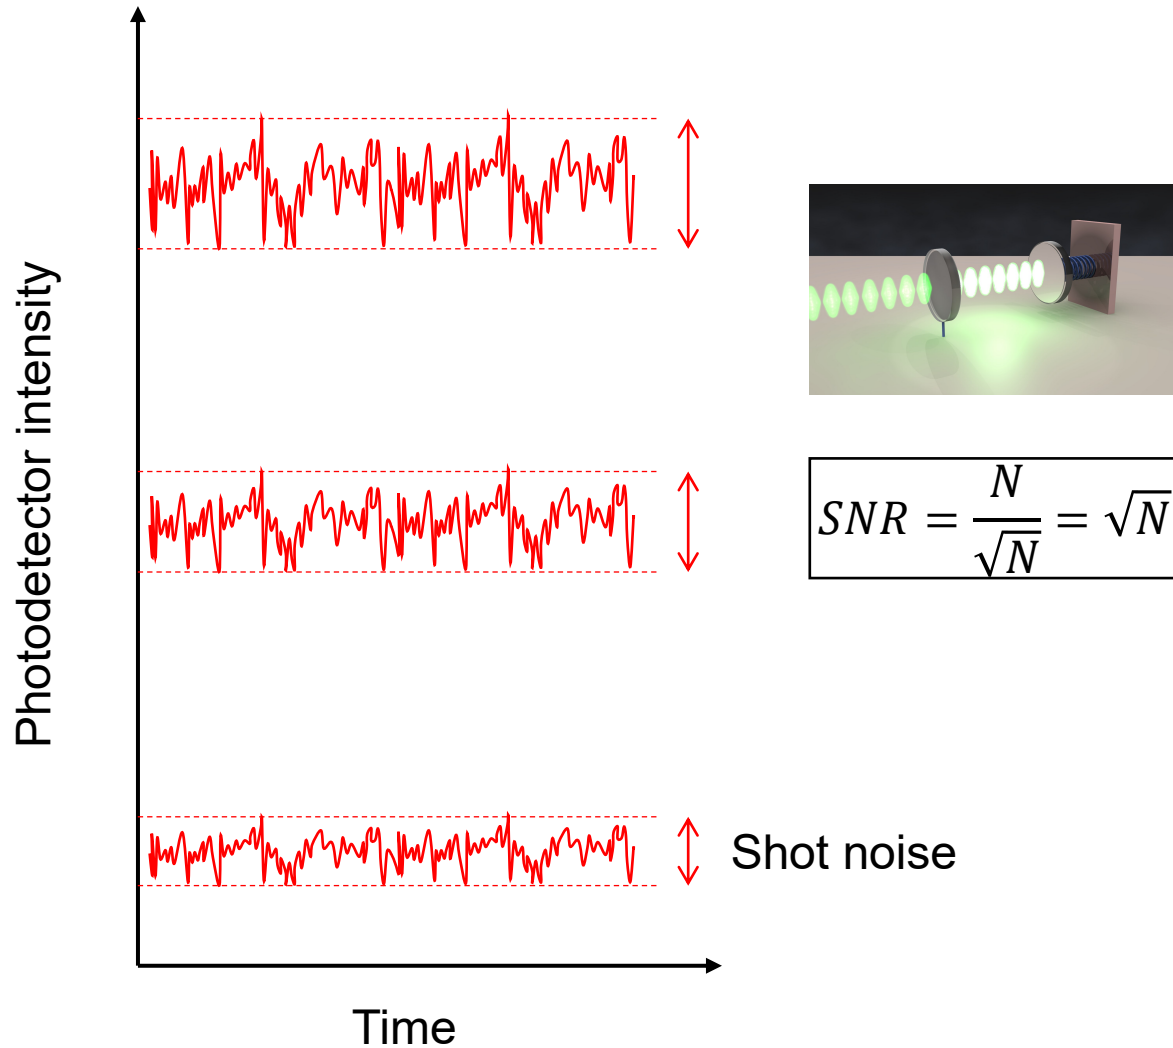 Photodetector intensity
SNR = N/√N = √N
Shot noise
Time